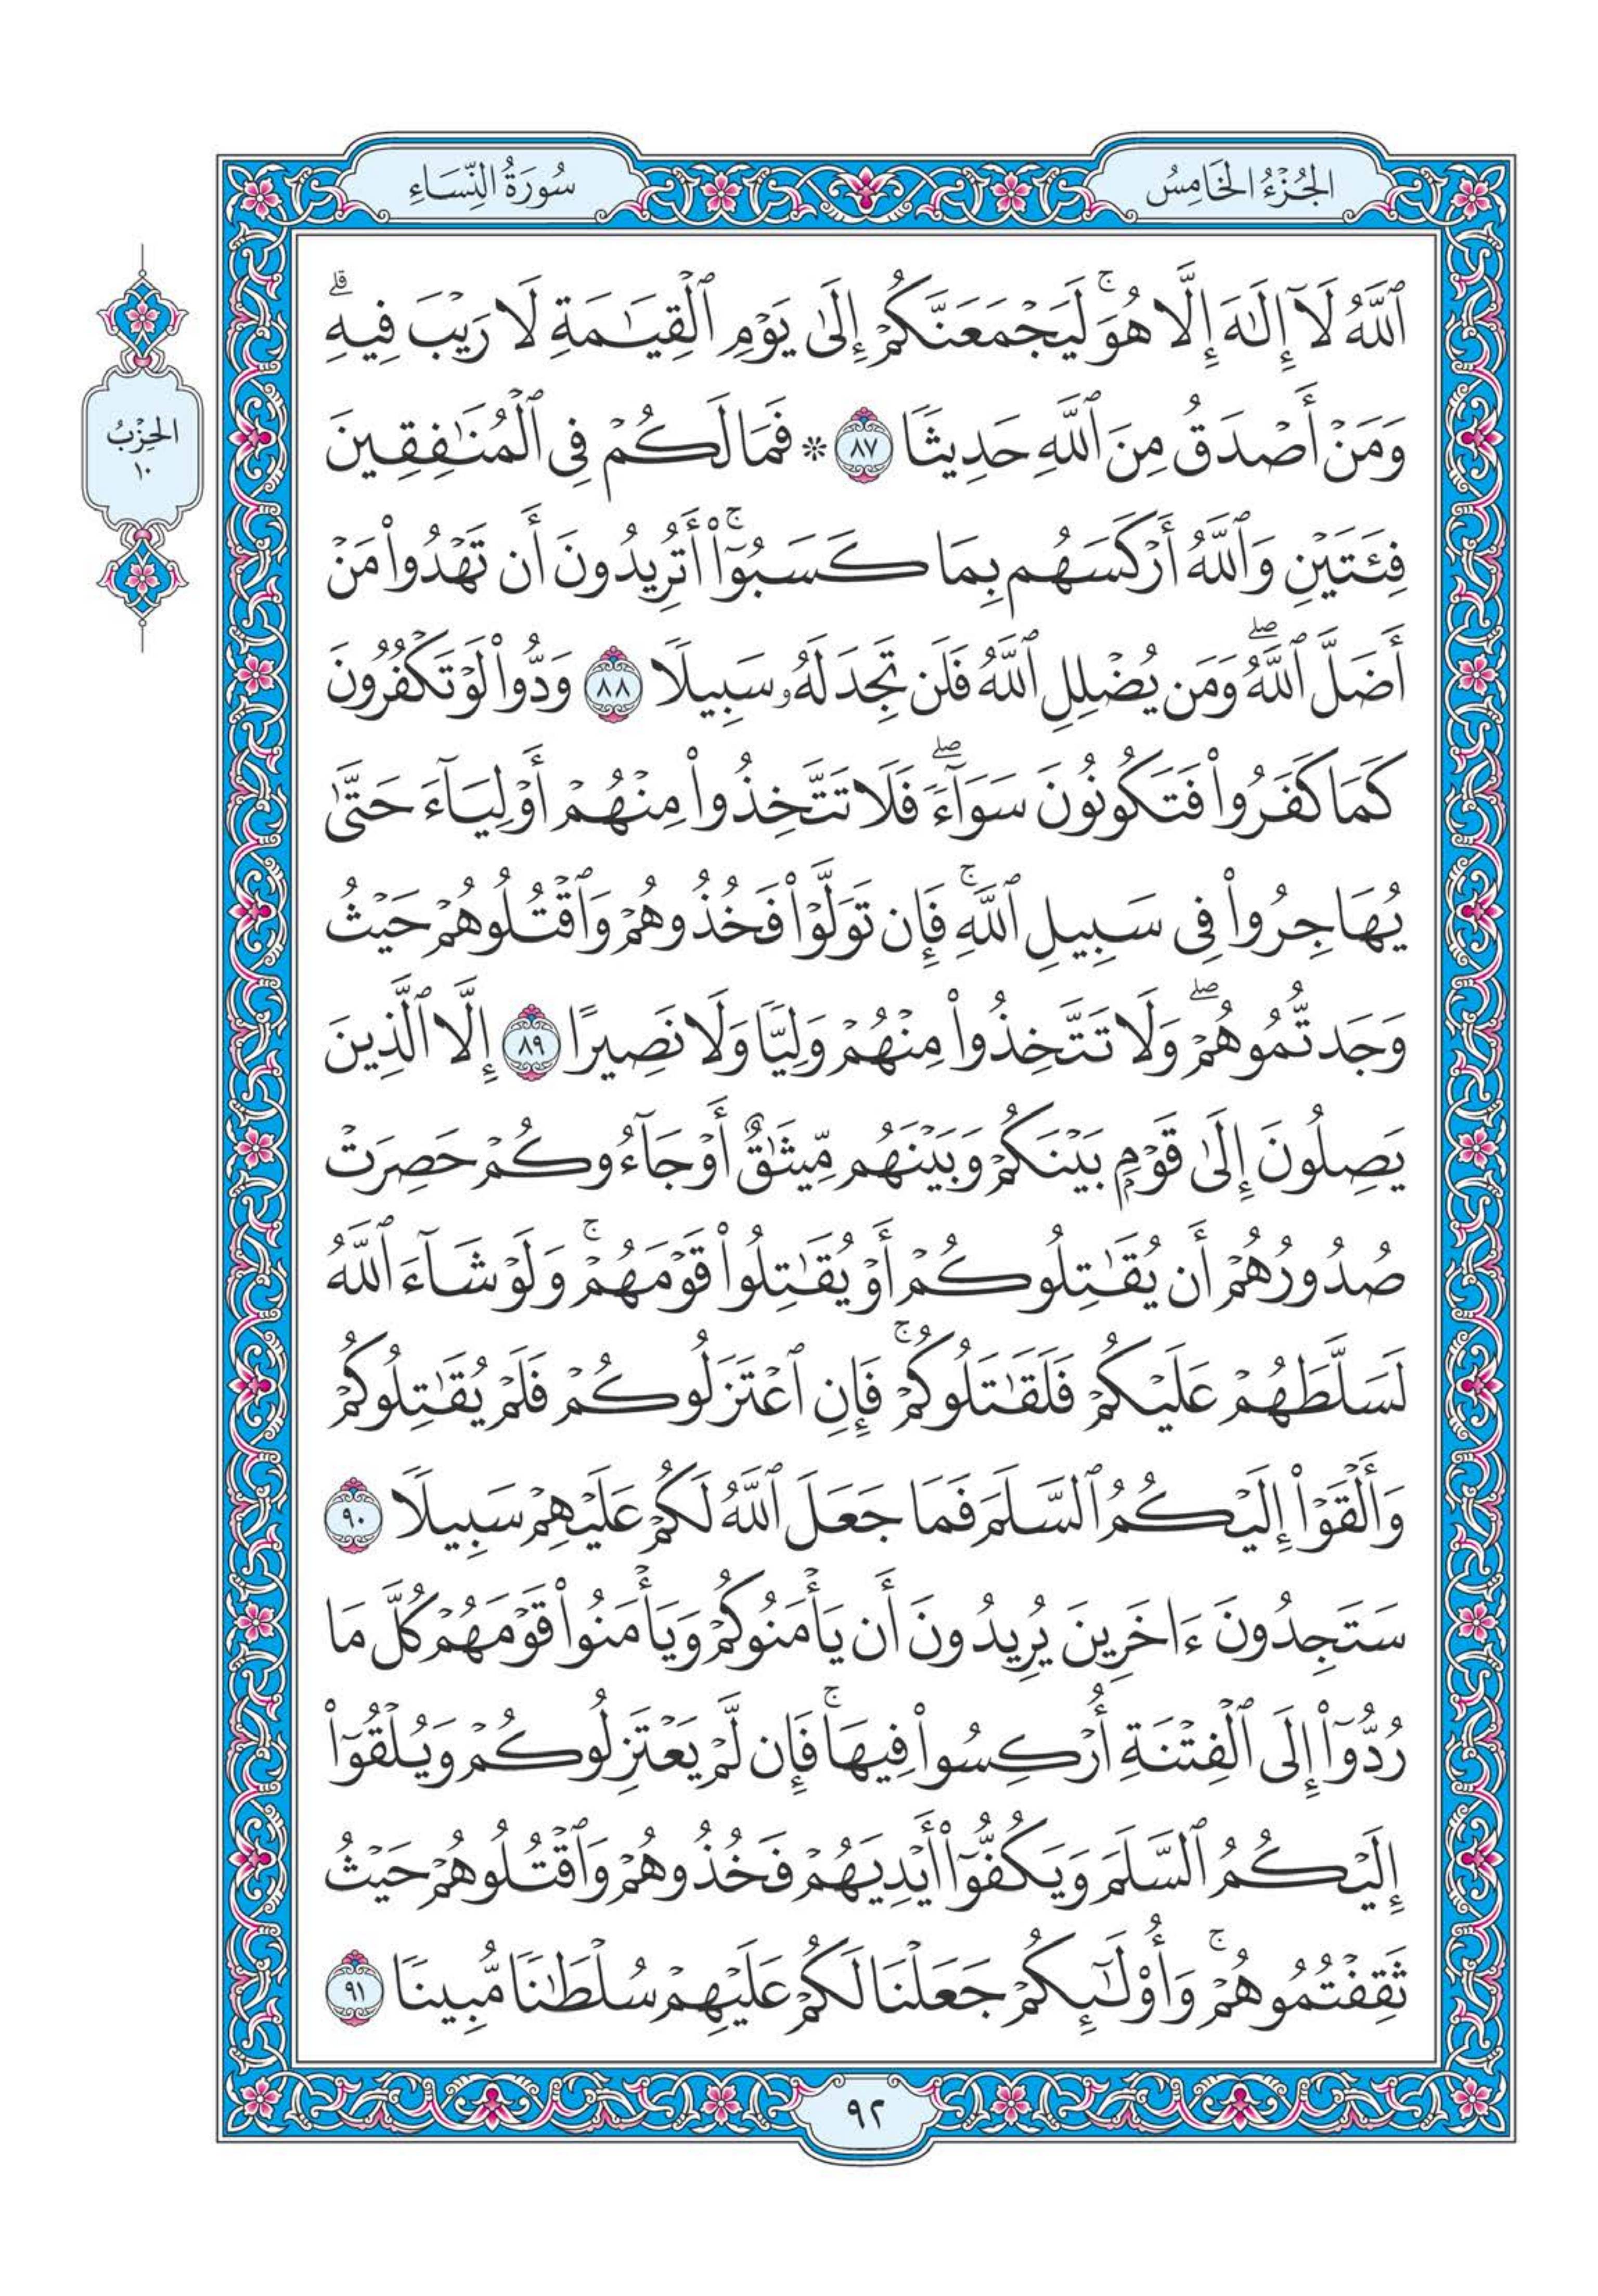 الجُزْءُ الخَامِسُ
سُورَةُ النِّسَاءِ
ٱللَّهُ لَآ إِلَٰهَ إِلَّا هُوَۚ لَيَجْمَعَنَّكُمْ إِلَىٰ يَوْمِ ٱلْقِيَٰمَةِ لَا رَيْبَ فِيهِۗ
وَمَنْ أَصْدَقُ مِنَ ٱللَّهِ حَدِيثًا ٨٧ * فَمَا لَكُمْ فِى ٱلْمُنَٰفِقِينَ
فِئَتَيْنِ وَٱللَّهُ أَرْكَسَهُم بِمَا كَسَبُوٓا۟ۚ أَتُرِيدُونَ أَن تَهْدُوا۟ مَنْ
أَضَلَّ ٱللَّهُۖ وَمَن يُضْلِلِ ٱللَّهُ فَلَن تَجِدَ لَهُۥ سَبِيلًا ٨٨ وَدُّوا۟ لَوْ تَكْفُرُونَ
كَمَا كَفَرُوا۟ فَتَكُونُونَ سَوَآءًۖ فَلَا تَتَّخِذُوا۟ مِنْهُمْ أَوْلِيَآءَ حَتَّىٰ
يُهَاجِرُوا۟ فِى سَبِيلِ ٱللَّهِۚ فَإِن تَوَلَّوْا۟ فَخُذُوهُمْ وَٱقْتُلُوهُمْ حَيْثُ
وَجَدتُّمُوهُمْۖ وَلَا تَتَّخِذُوا۟ مِنْهُمْ وَلِيًّا وَلَا نَصِيرًا ٨٩ إِلَّا ٱلَّذِينَ
يَصِلُونَ إِلَىٰ قَوْمٍۭ بَيْنَكُمْ وَبَيْنَهُم مِّيثَٰقٌ أَوْ جَآءُوكُمْ حَصِرَتْ
صُدُورُهُمْ أَن يُقَٰتِلُوكُمْ أَوْ يُقَٰتِلُوا۟ قَوْمَهُمْۚ وَلَوْ شَآءَ ٱللَّهُ
لَسَلَّطَهُمْ عَلَيْكُمْ فَلَقَٰتَلُوكُمْۚ فَإِنِ ٱعْتَزَلُوكُمْ فَلَمْ يُقَٰتِلُوكُمْ
وَأَلْقَوْا۟ إِلَيْكُمُ ٱلسَّلَمَ فَمَا جَعَلَ ٱللَّهُ لَكُمْ عَلَيْهِمْ سَبِيلًا ٩٠
سَتَجِدُونَ ءَاخَرِينَ يُرِيدُونَ أَن يَأْمَنُوكُمْ وَيَأْمَنُوا۟ قَوْمَهُمْ كُلَّ مَا
رُدُّوٓا۟ إِلَى ٱلْفِتْنَةِ أُرْكِسُوا۟ فِيهَاۚ فَإِن لَّمْ يَعْتَزِلُوكُمْ وَيُلْقُوٓا۟
إِلَيْكُمُ ٱلسَّلَمَ وَيَكُفُّوٓا۟ أَيْدِيَهُمْ فَخُذُوهُمْ وَٱقْتُلُوهُمْ حَيْثُ
ثَقِفْتُمُوهُمْۚ وَأُو۟لَٰٓئِكُمْ جَعَلْنَا لَكُمْ عَلَيْهِمْ سُلْطَٰنًا مُّبِينًا ٩١
الحِزْبُ
١٠
٩٢